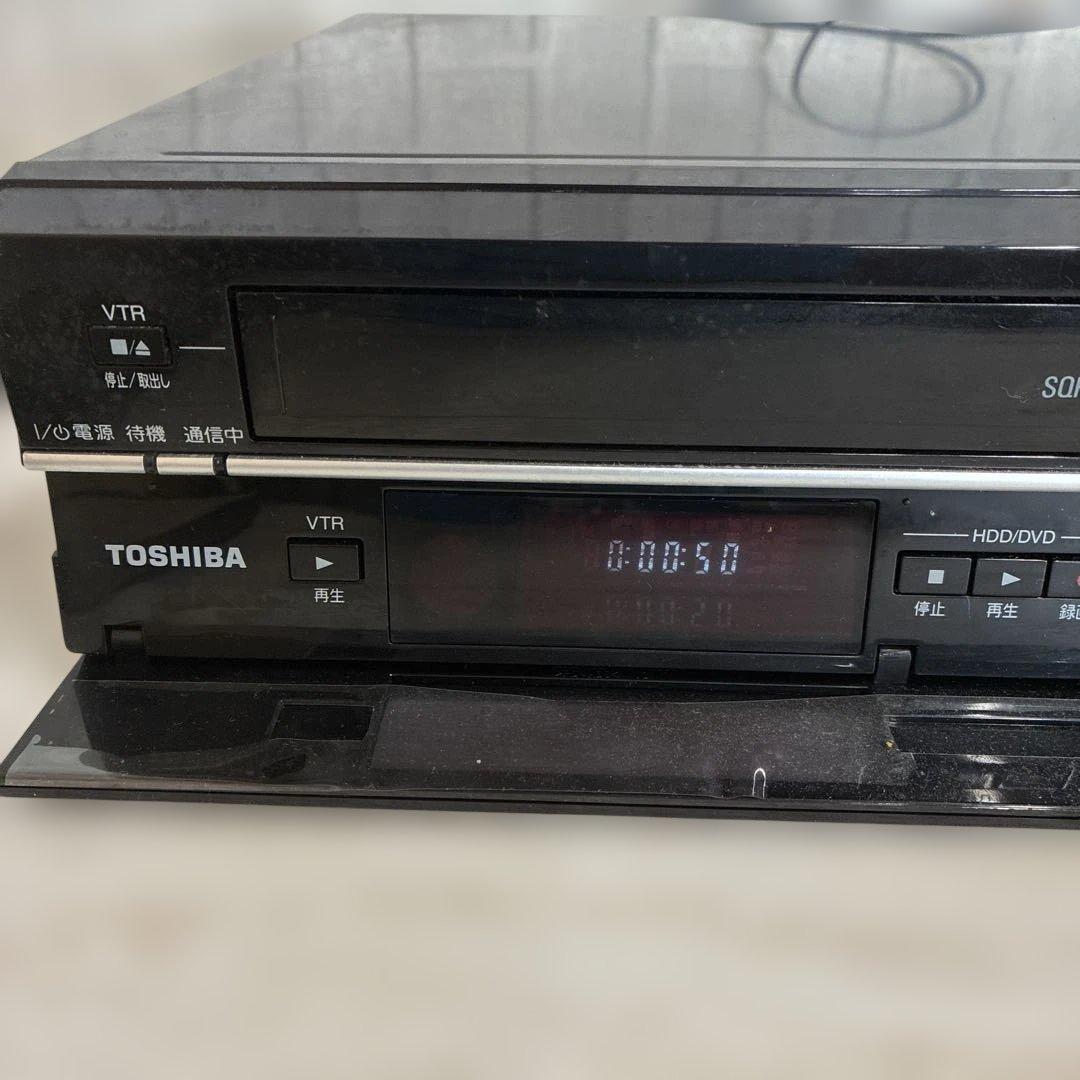 VTR
■/⏏
停止/取出し
SQ
I/⏻電源 待機 通信中
TOSHIBA
VTR
▶
再生
0:00:50
HDD/DVD
■
▶
停止
再生
録